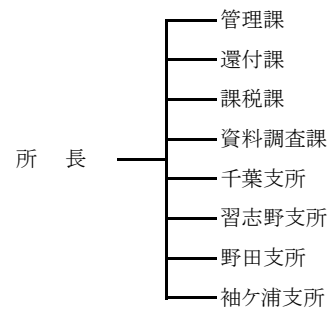 管理課
還付課
課税課
資料調査課
所　長
千葉支所
習志野支所
野田支所
袖ケ浦支所